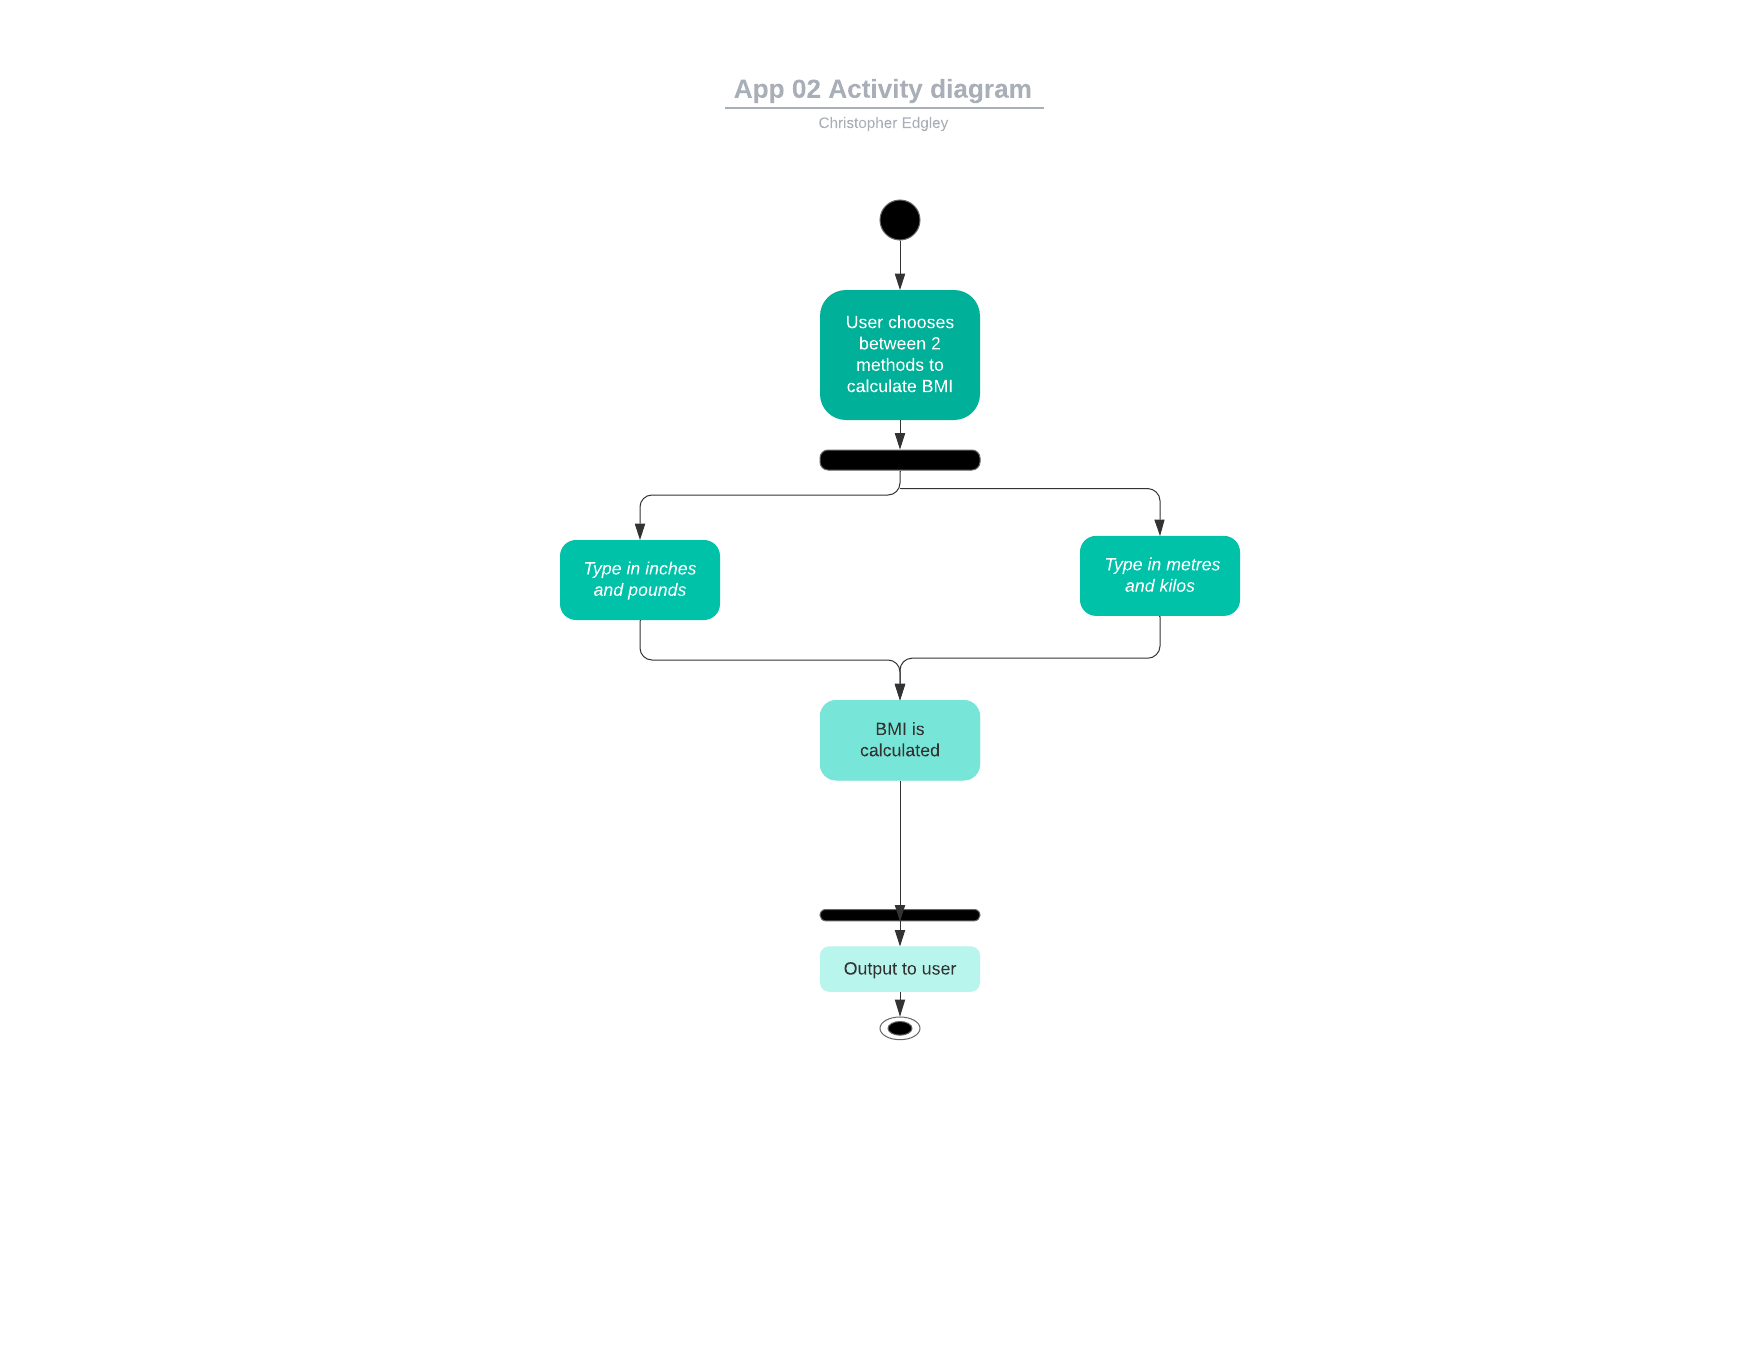 App 02 Activity diagram
Christopher Edgley
User chooses
between 2
methods to
calculate BMI
Type in inches
and pounds
Type in metres
and kilos
BMI is
calculated
Output to user